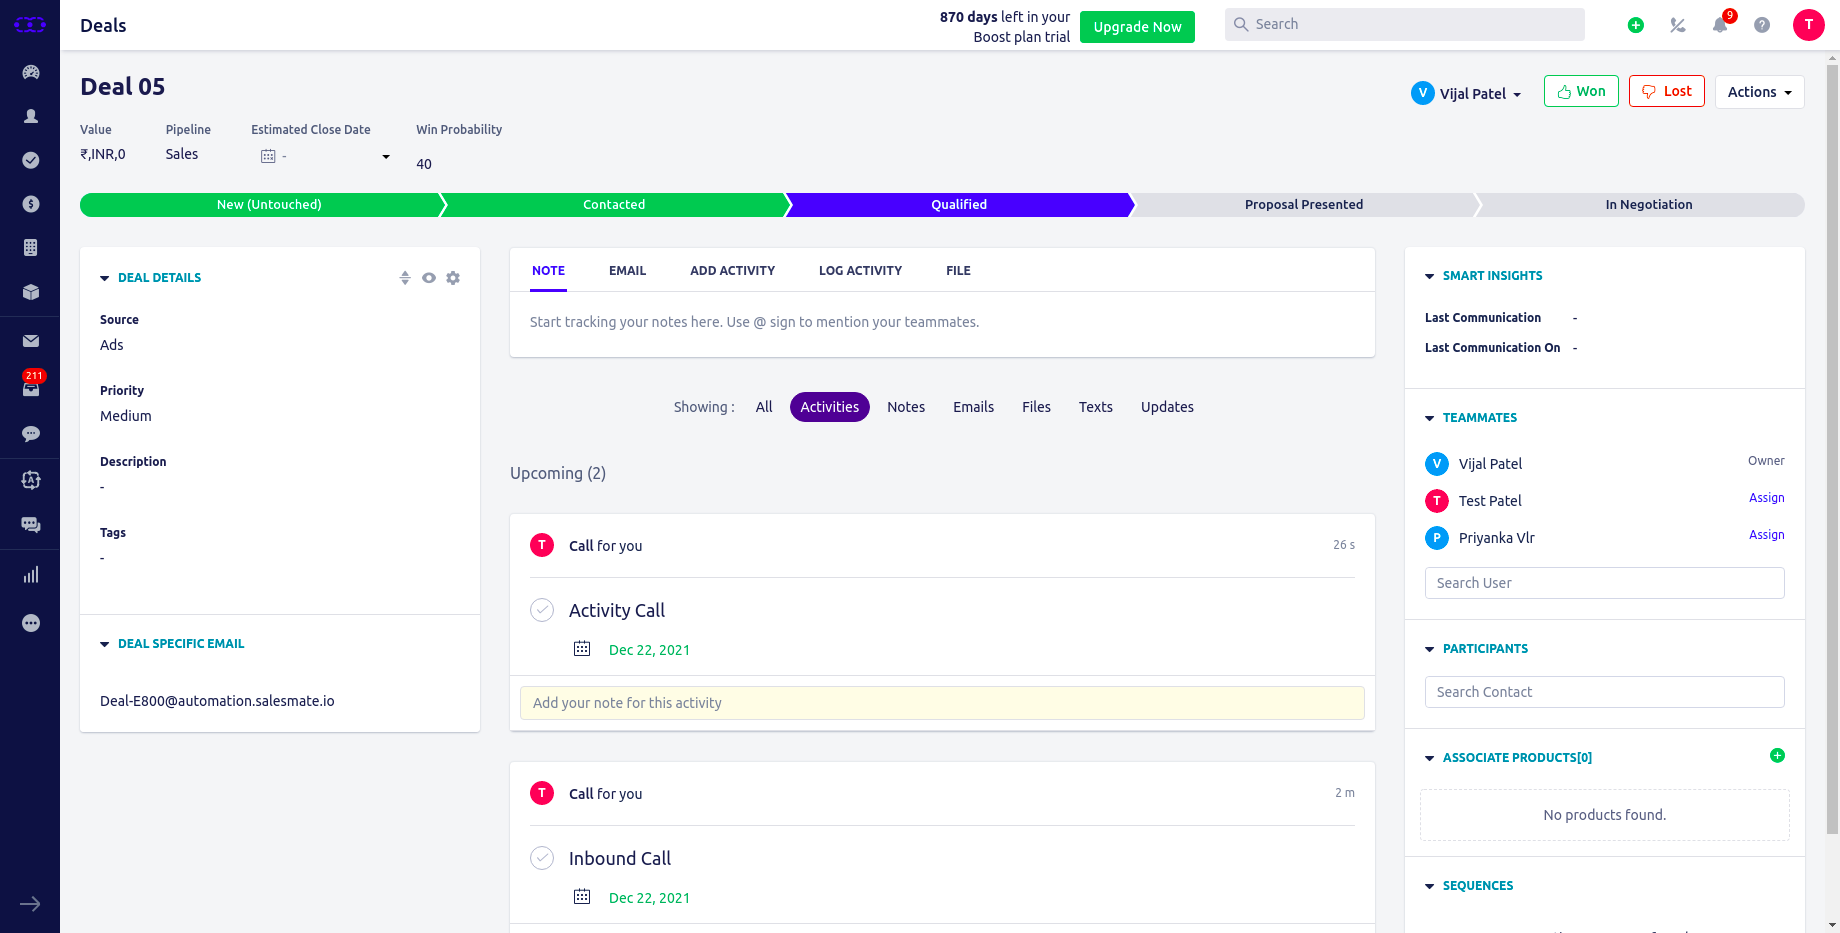 Deals
870 days left in your
Boost plan trial
Upgrade Now
Search
9
T
Deal 05
V Vijal Patel
Won
Lost
Actions
Value
Pipeline
Estimated Close Date
Win Probability
₹,INR,0
Sales
-
40
New (Untouched)
Contacted
Qualified
Proposal Presented
In Negotiation
211
DEAL DETAILS
Source
Ads
Priority
Medium
Description
-
Tags
-
DEAL SPECIFIC EMAIL
Deal-E800@automation.salesmate.io
NOTE
EMAIL
ADD ACTIVITY
LOG ACTIVITY
FILE
Start tracking your notes here. Use @ sign to mention your teammates.
Showing :
All
Activities
Notes
Emails
Files
Texts
Updates
Upcoming (2)
T Call for you
26 s
Activity Call
Dec 22, 2021
Add your note for this activity
T Call for you
2 m
Inbound Call
Dec 22, 2021
SMART INSIGHTS
Last Communication -
Last Communication On -
TEAMMATES
V Vijal Patel Owner
T Test Patel Assign
P Priyanka Vlr Assign
Search User
PARTICIPANTS
Search Contact
ASSOCIATE PRODUCTS[0]
No products found.
SEQUENCES